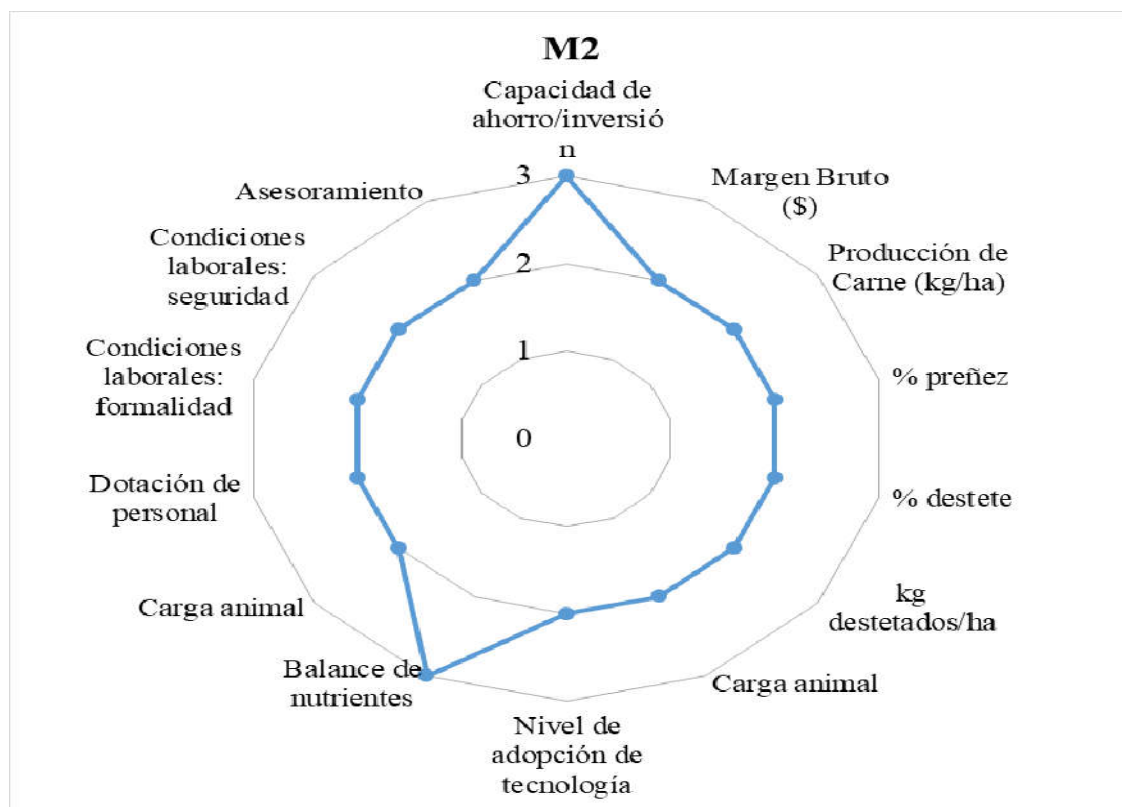 M2
Capacidad de
ahorro/inversió
n
3
2
1
0
Margen Bruto
($)
Producción de
Carne (kg/ha)
% preñez
% destete
kg
destetados/ha
Carga animal
Nivel de
adopción de
tecnología
Balance de
nutrientes
Carga animal
Dotación de
personal
Condiciones
laborales:
formalidad
Condiciones
laborales:
seguridad
Asesoramiento